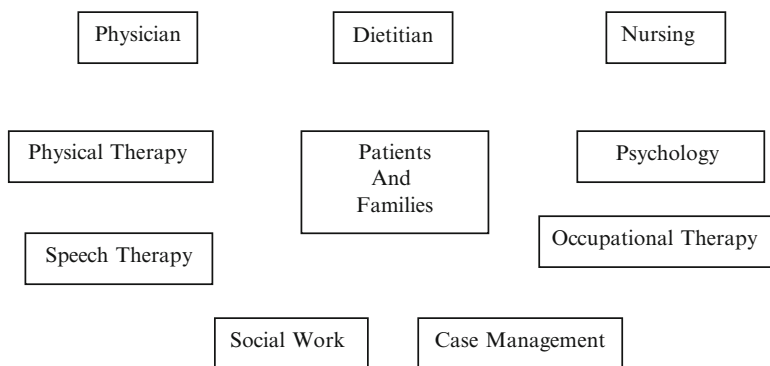 Physician
Dietitian
Nursing
Physical Therapy
Patients
And
Families
Psychology
Speech Therapy
Occupational Therapy
Social Work
Case Management